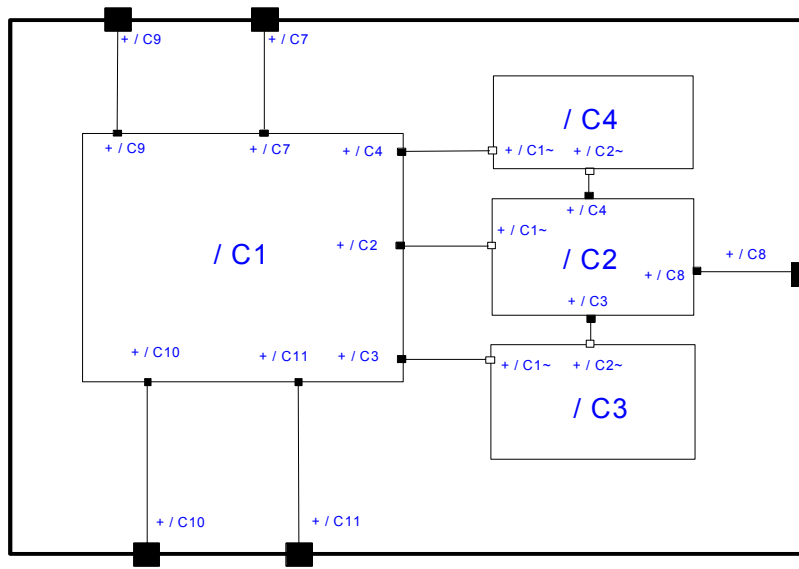 + / C9
+ / C7
+ / C9
+ / C7
+ / C4
/ C4
+ / C1~
+ / C2~
+ / C4
+ / C1~
/ C1
+ / C2
/ C2
+ / C8
+ / C8
+ / C3
+ / C10
+ / C11
+ / C3
+ / C1~
+ / C2~
/ C3
+ / C10
+ / C11